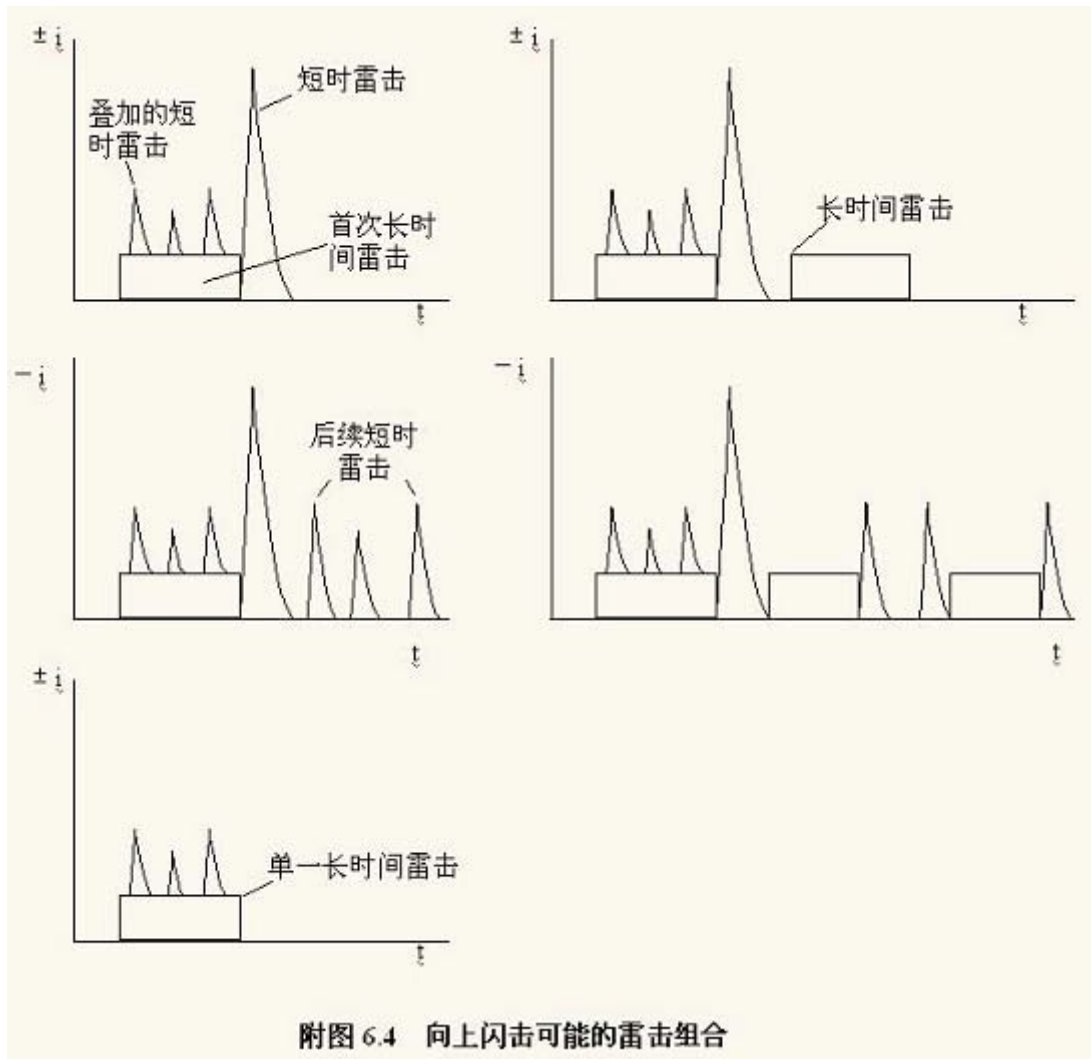 ± i
短时雷击
叠加的短
时雷击
首次长时
间雷击
t
± i
长时间雷击
t
− i
后续短时
雷击
t
− i
t
± i
单一长时间雷击
t
附图 6.4 向上闪击可能的雷击组合